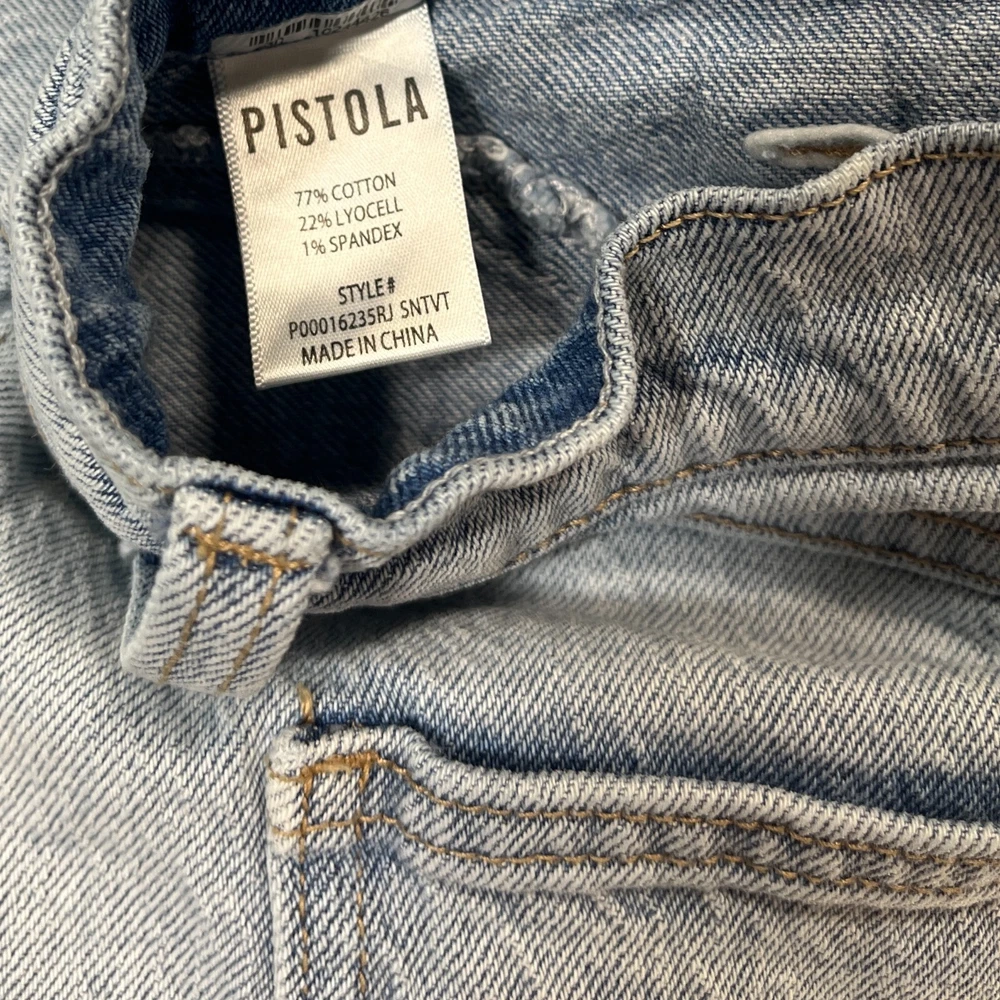 PISTOLA
77% COTTON
22% LYOCELL
1% SPANDEX
STYLE#
P00016235RJ SNTVT
MADE IN CHINA